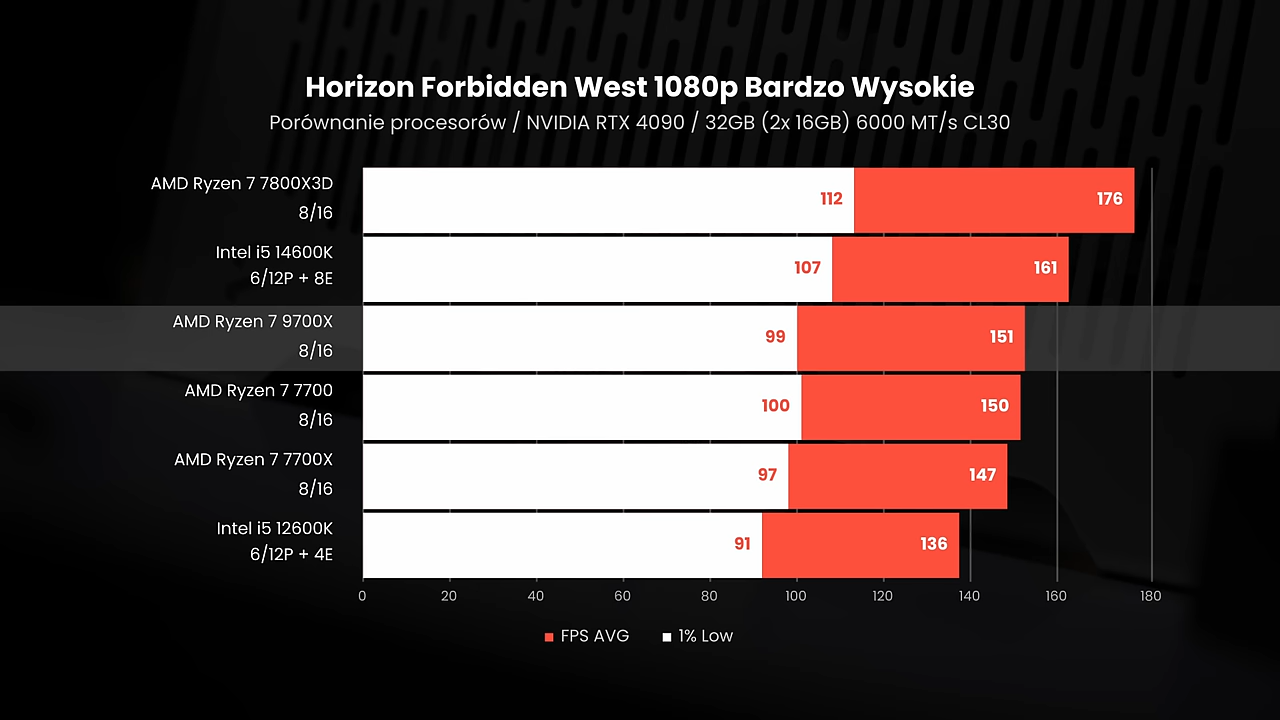 Horizon Forbidden West 1080p Bardzo Wysokie
Porównanie procesorów / NVIDIA RTX 4090 / 32GB (2x 16GB) 6000 MT/s CL30
AMD Ryzen 7 7800X3D
8/16
112
176
Intel i5 14600K
6/12P + 8E
107
161
AMD Ryzen 7 9700X
8/16
99
151
AMD Ryzen 7 7700
8/16
100
150
AMD Ryzen 7 7700X
8/16
97
147
Intel i5 12600K
6/12P + 4E
91
136
0 20 40 60 80 100 120 140 160 180
FPS AVG 1% Low